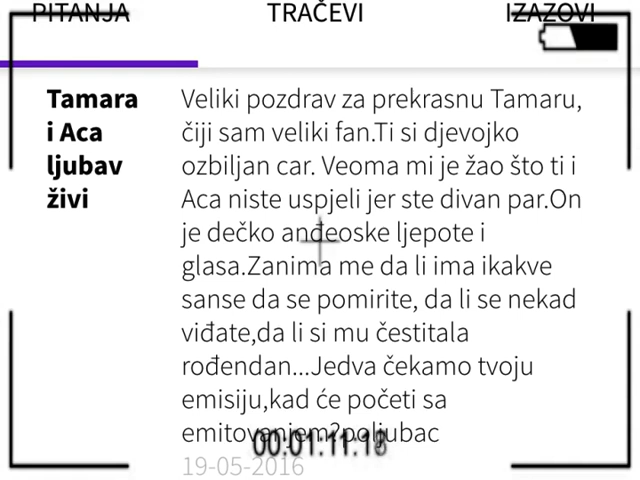 PITANJA TRAČEVI IZAZOVI
Tamara
i Aca
ljubav
živi
Veliki pozdrav za prekrasnu Tamaru,
čiji sam veliki fan.Ti si djevojko
ozbiljan car. Veoma mi je žao što ti i
Aca niste uspjeli jer ste divan par.On
je dečko anđeoske ljepote i
glasa.Zanima me da li ima ikakve
sanse da se pomirite, da li se nekad
viđate,da li si mu čestitala
rođendan...Jedva čekamo tvoju
emisiju,kad će početi sa
emitovanjem?poljubac
00:01:11:18
19-05-2016